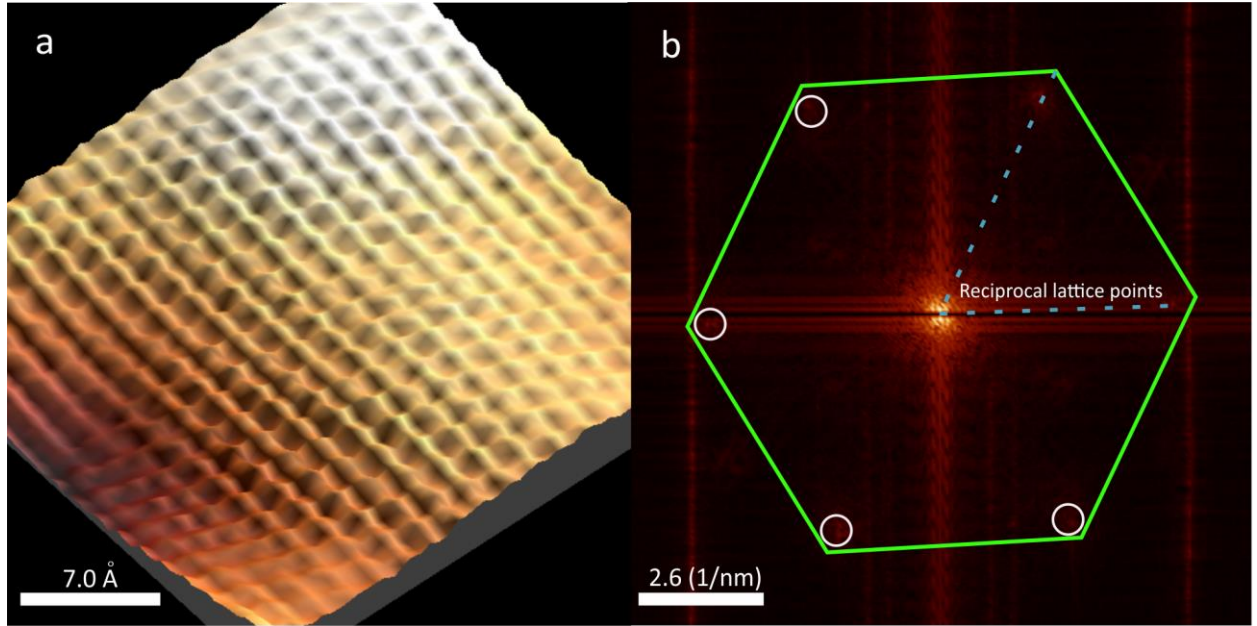 a
7.0 Å
b
Reciprocal lattice points
2.6 (1/nm)